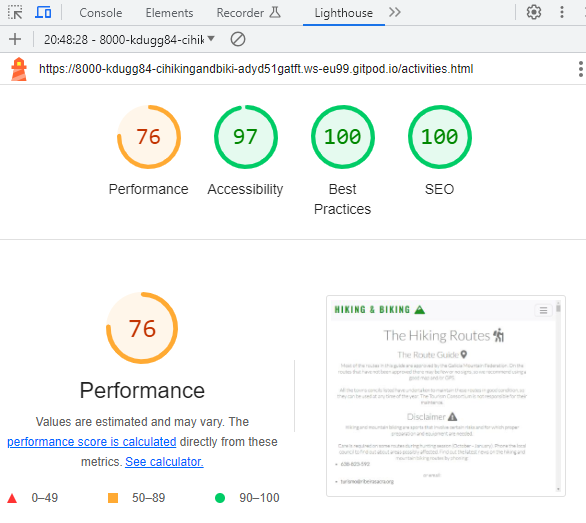 Console Elements Recorder Lighthouse
20:48:28 - 8000-kdugg84-cihik
https://8000-kdugg84-cihikingandbiki-adyd51gatft.ws-eu99.gitpod.io/activities.html
76 97 100 100
Performance Accessibility Best Practices SEO
76
Performance
Values are estimated and may vary. The
performance score is calculated directly from these
metrics. See calculator.
0–49 50–89 90–100
HIKING & BIKING
The Hiking Routes
The Route Guide
Disclaimer
or email: